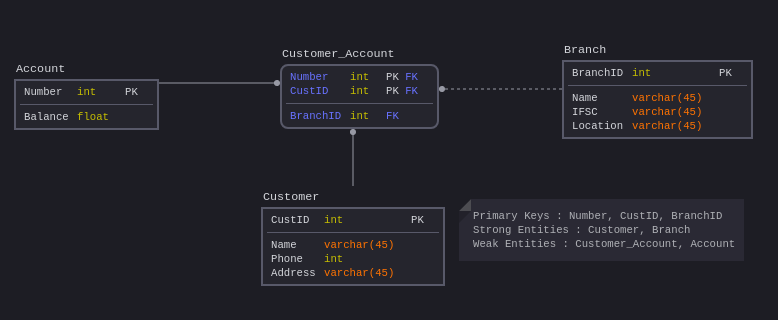 Account
Number int PK
Balance float
Customer_Account
Number int PK FK
CustID int PK FK
BranchID int FK
Branch
BranchID int PK
Name varchar(45)
IFSC varchar(45)
Location varchar(45)
Customer
CustID int PK
Name varchar(45)
Phone int
Address varchar(45)
Primary Keys : Number, CustID, BranchID
Strong Entities : Customer, Branch
Weak Entities : Customer_Account, Account